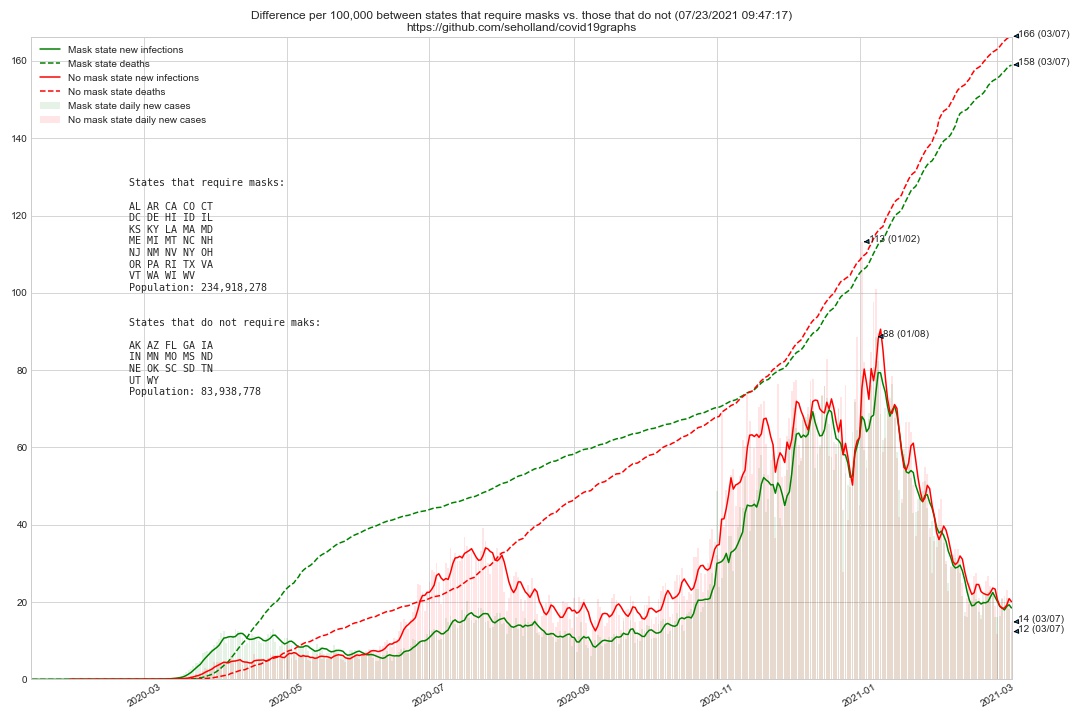 Difference per 100,000 between states that require masks vs. those that do not (07/23/2021 09:47:17)
https://github.com/seholland/covid19graphs
Mask state new infections
Mask state deaths
No mask state new infections
No mask state deaths
Mask state daily new cases
No mask state daily new cases
166 (03/07)
158 (03/07)
States that require masks:
AL AR CA CO CT
DC DE HI ID IL
KS KY LA MA MD
ME MI MT NC NH
NJ NM NV NY OH
OR PA RI TX VA
VT WA WI WV
Population: 234,918,278
States that do not require maks:
AK AZ FL GA IA
IN MN MO MS ND
NE OK SC SD TN
UT WY
Population: 83,938,778
113 (01/02)
88 (01/08)
14 (03/07)
12 (03/07)
160
140
120
100
80
60
40
20
0
2020-03
2020-05
2020-07
2020-09
2020-11
2021-01
2021-03